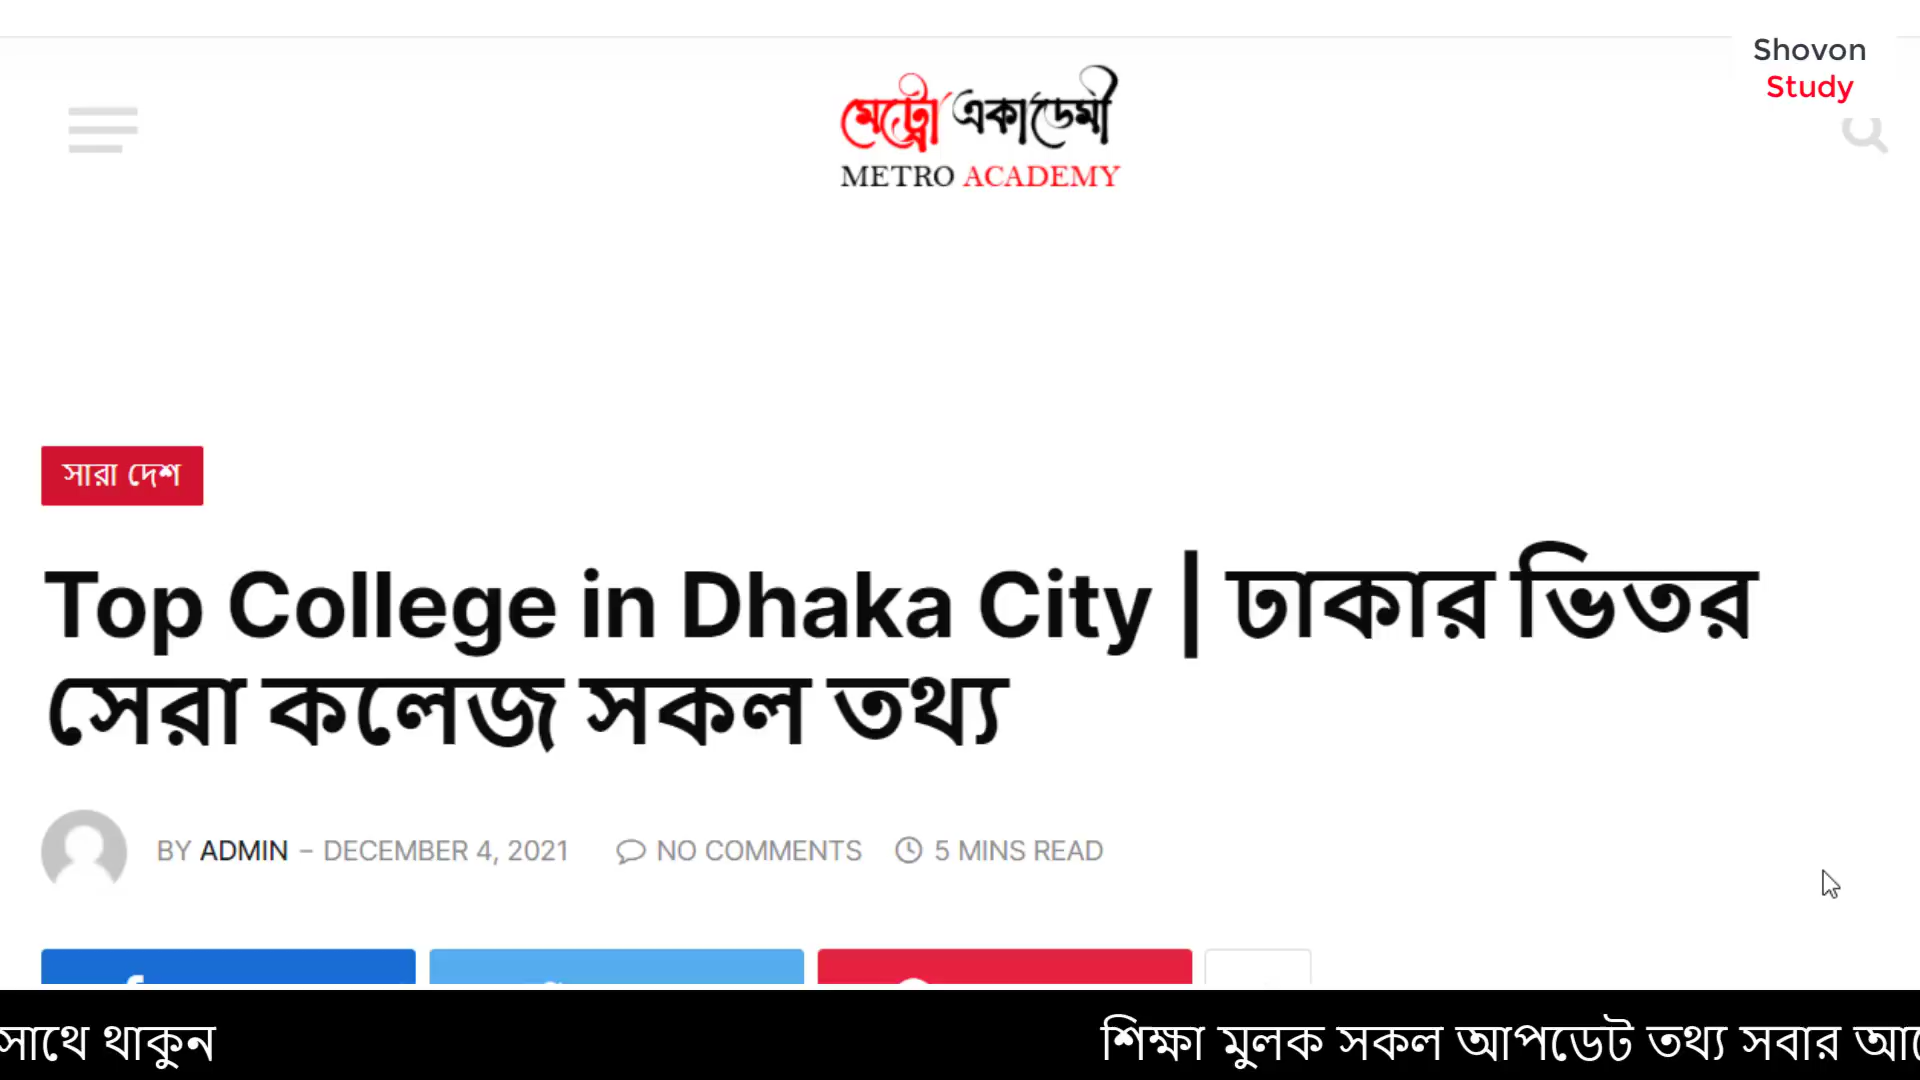 Shovon
Study
মেট্রো একাডেমী
METRO ACADEMY
সারা দেশ
Top College in Dhaka City | ঢাকার ভিতর
সেরা কলেজ সকল তথ্য
BY ADMIN – DECEMBER 4, 2021 NO COMMENTS 5 MINS READ
সাথে থাকুন শিক্ষা মুলক সকল আপডেট তথ্য সবার